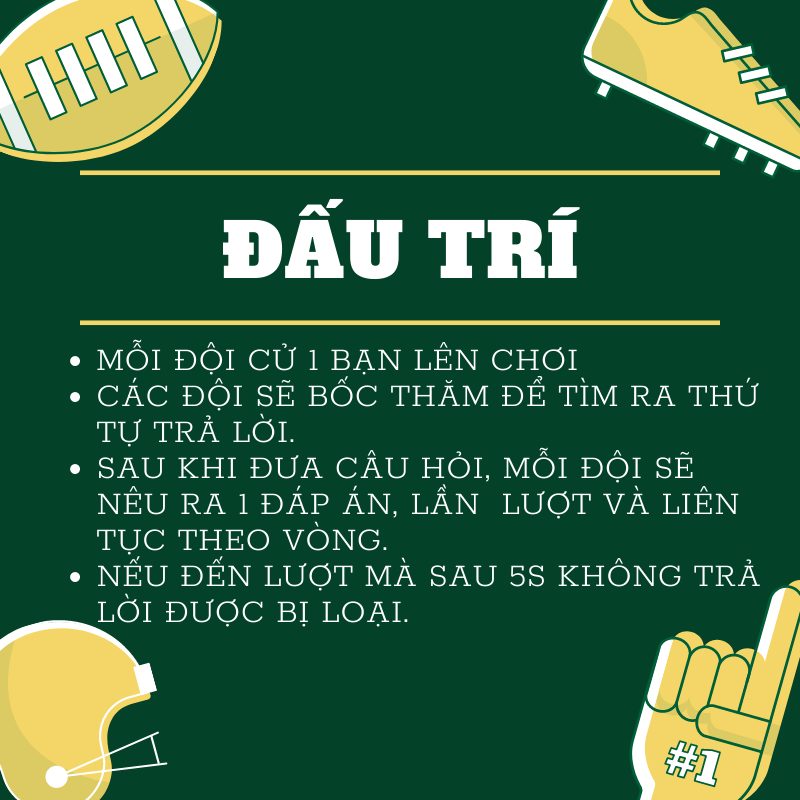 ĐẤU TRÍ
• MỖI ĐỘI CỬ 1 BẠN LÊN CHƠI
• CÁC ĐỘI SẼ BỐC THĂM ĐỂ TÌM RA THỨ
TỰ TRẢ LỜI.
• SAU KHI ĐƯA CÂU HỎI, MỖI ĐỘI SẼ
NÊU RA 1 ĐÁP ÁN, LẦN LƯỢT VÀ LIÊN
TỤC THEO VÒNG.
• NẾU ĐẾN LƯỢT MÀ SAU 5S KHÔNG TRẢ
LỜI ĐƯỢC BỊ LOẠI.
#1